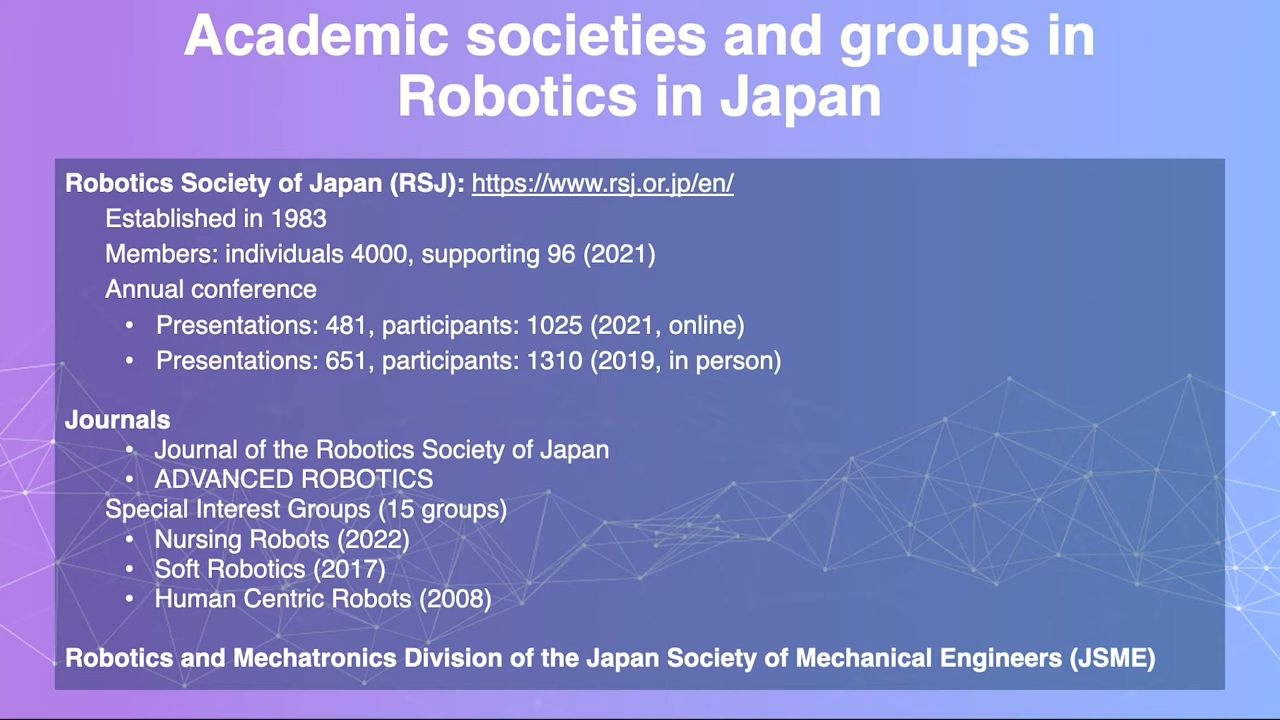 Academic societies and groups in
Robotics in Japan
Robotics Society of Japan (RSJ): https://www.rsj.or.jp/en/
Established in 1983
Members: individuals 4000, supporting 96 (2021)
Annual conference
• Presentations: 481, participants: 1025 (2021, online)
• Presentations: 651, participants: 1310 (2019, in person)
Journals
• Journal of the Robotics Society of Japan
• ADVANCED ROBOTICS
Special Interest Groups (15 groups)
• Nursing Robots (2022)
• Soft Robotics (2017)
• Human Centric Robots (2008)
Robotics and Mechatronics Division of the Japan Society of Mechanical Engineers (JSME)